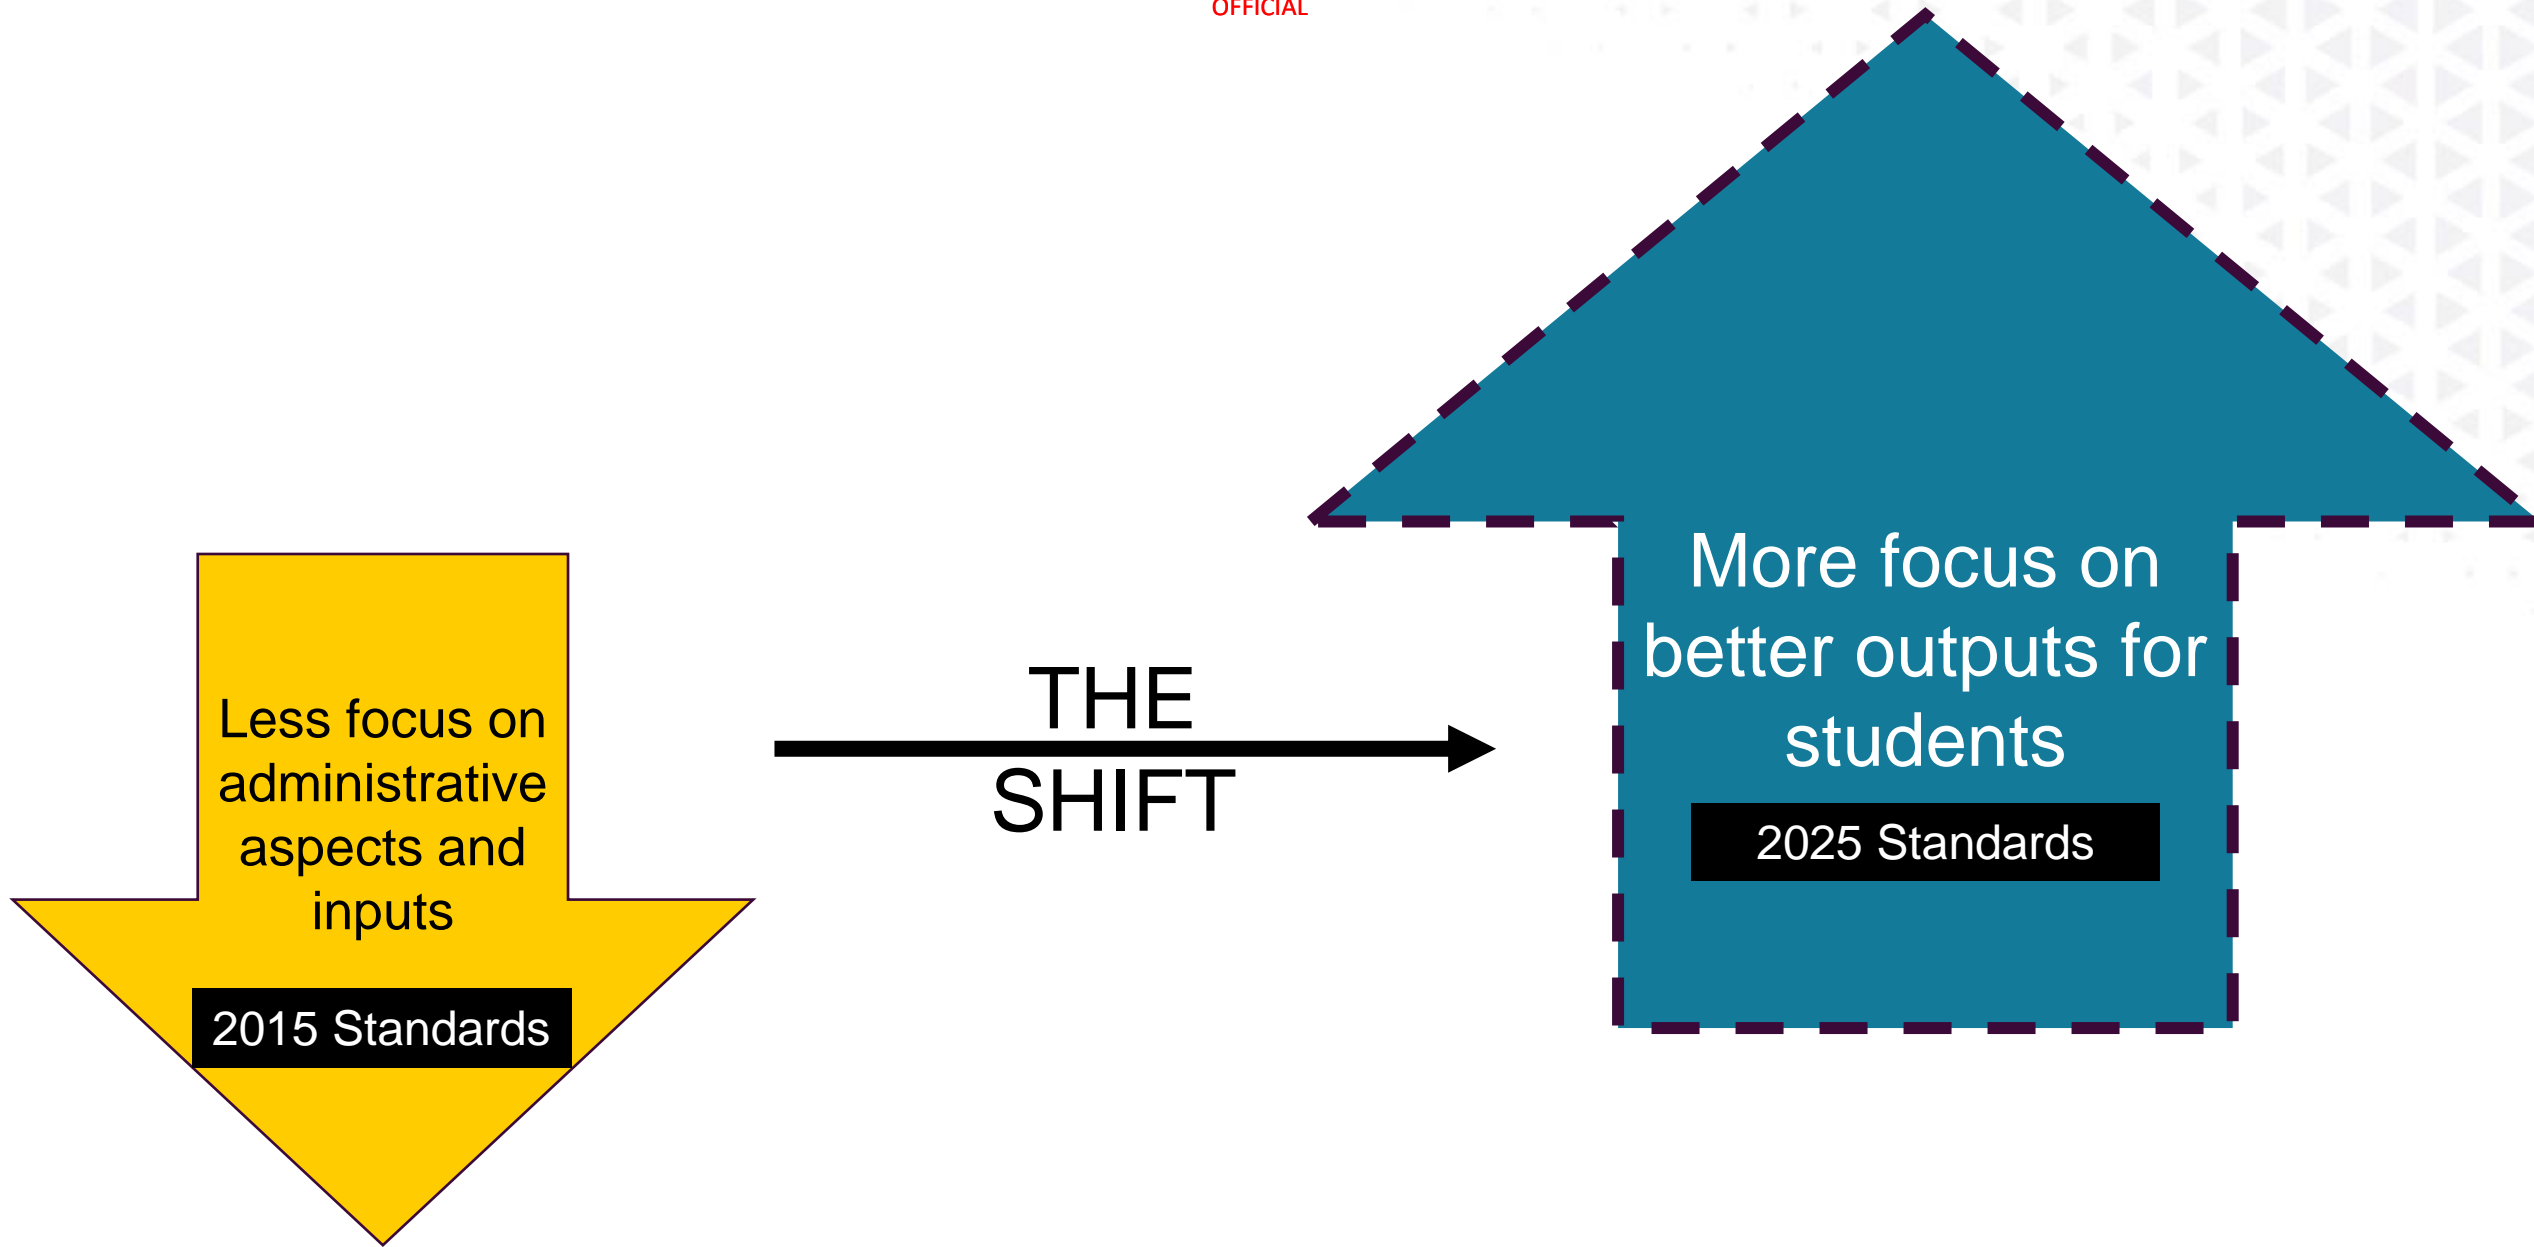 OFFICIAL
Less focus on
administrative
aspects and
inputs
2015 Standards
THE
SHIFT
More focus on
better outputs for
students
2025 Standards